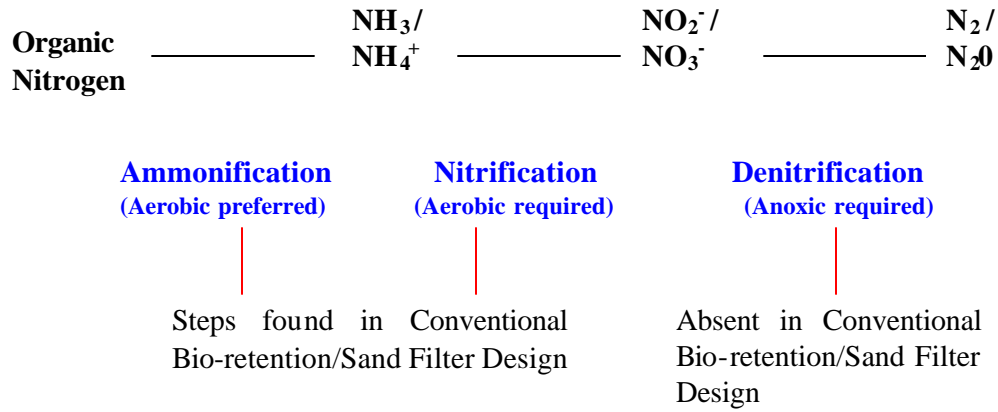 Organic
Nitrogen
NH₃/
NH₄⁺
NO₂⁻/
NO₃⁻
N₂/
N₂0
Ammonification
(Aerobic preferred)
Nitrification
(Aerobic required)
Denitrification
(Anoxic required)
Steps found in Conventional
Bio-retention/Sand Filter Design
Absent in Conventional
Bio-retention/Sand Filter
Design